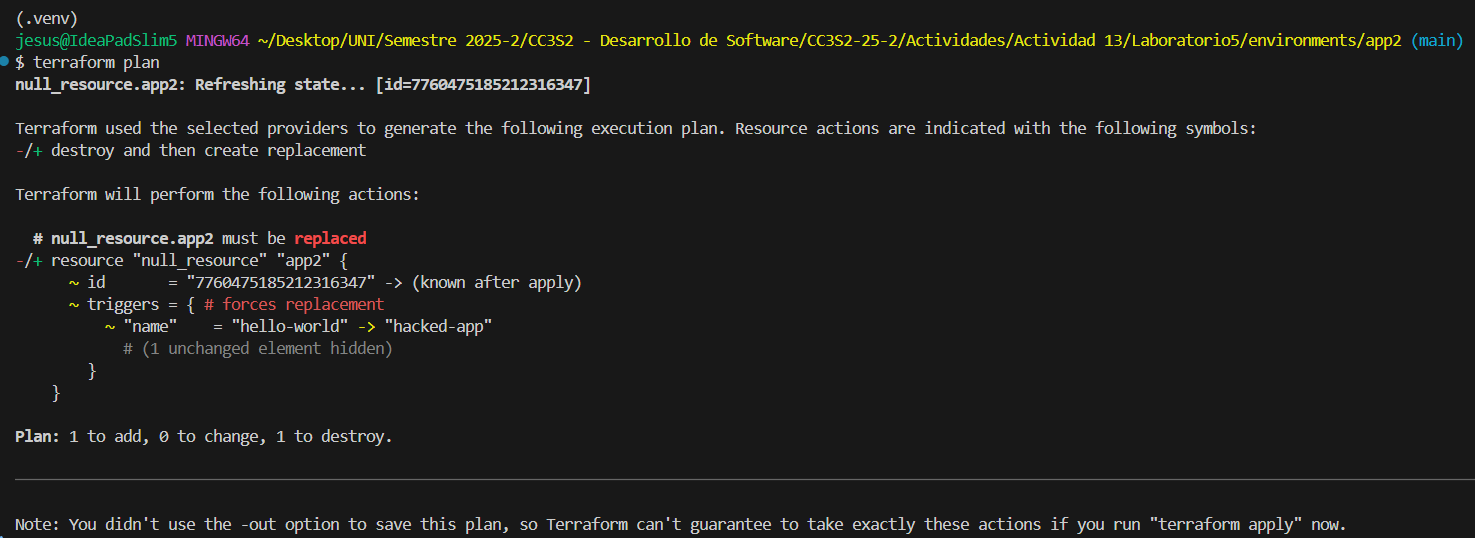 (.venv)
jesus@IdeaPadSlim5 MINGW64 ~/Desktop/UNI/Semestre 2025-2/CC3S2 - Desarrollo de Software/CC3S2-25-2/Actividades/Actividad 13/Laboratorio5/environments/app2 (main)
$ terraform plan
null_resource.app2: Refreshing state... [id=7760475185212316347]

Terraform used the selected providers to generate the following execution plan. Resource actions are indicated with the following symbols:
-/+ destroy and then create replacement

Terraform will perform the following actions:

  # null_resource.app2 must be replaced
-/+ resource "null_resource" "app2" {
      ~ id       = "7760475185212316347" -> (known after apply)
      ~ triggers = { # forces replacement
          ~ "name"    = "hello-world" -> "hacked-app"
            # (1 unchanged element hidden)
        }
    }

Plan: 1 to add, 0 to change, 1 to destroy.

Note: You didn't use the -out option to save this plan, so Terraform can't guarantee to take exactly these actions if you run "terraform apply" now.